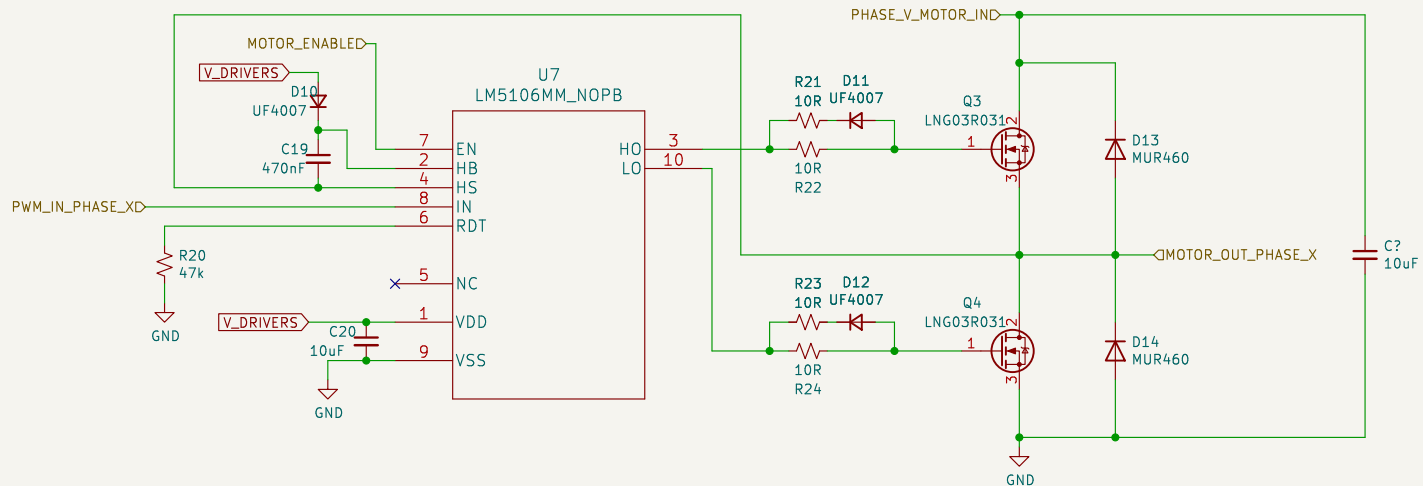 PHASE_V_MOTOR_IN
MOTOR_ENABLE
V_DRIVERS
D10
UF4007
C19
470nF
U7
LM5106MM_NOPB
7 EN
2 HB
4 HS
8 IN
6 RDT
5 NC
1 VDD
9 VSS
HO 3
LO 10
PWM_IN_PHASE_X
R20
47k
GND
V_DRIVERS
C20
10uF
GND
R21
10R
D11
UF4007
10R
R22
Q3
LNG03R031
1
2
3
D13
MUR460
MOTOR_OUT_PHASE_X
C?
10uF
R23
10R
D12
UF4007
10R
R24
Q4
LNG03R031
1
2
3
D14
MUR460
GND